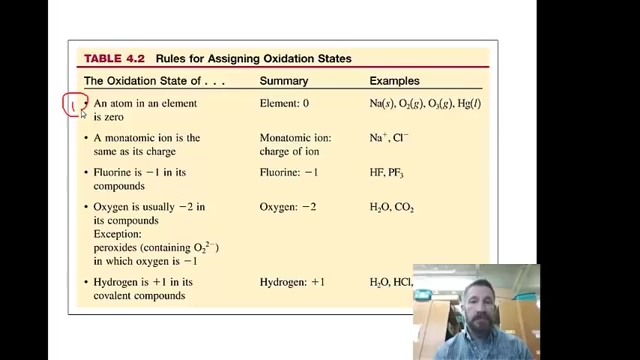 TABLE 4.2 Rules for Assigning Oxidation States
The Oxidation State of . . . Summary Examples
1 • An atom in an element Element: 0 Na(s), O₂(g), O₃(g), Hg(l)
is zero
• A monatomic ion is the Monatomic ion: Na⁺, Cl⁻
same as its charge charge of ion
• Fluorine is −1 in its Fluorine: −1 HF, PF₃
compounds
• Oxygen is usually −2 in Oxygen: −2 H₂O, CO₂
its compounds
Exception:
peroxides (containing O₂²⁻)
in which oxygen is −1
• Hydrogen is +1 in its Hydrogen: +1 H₂O, HCl,
covalent compounds